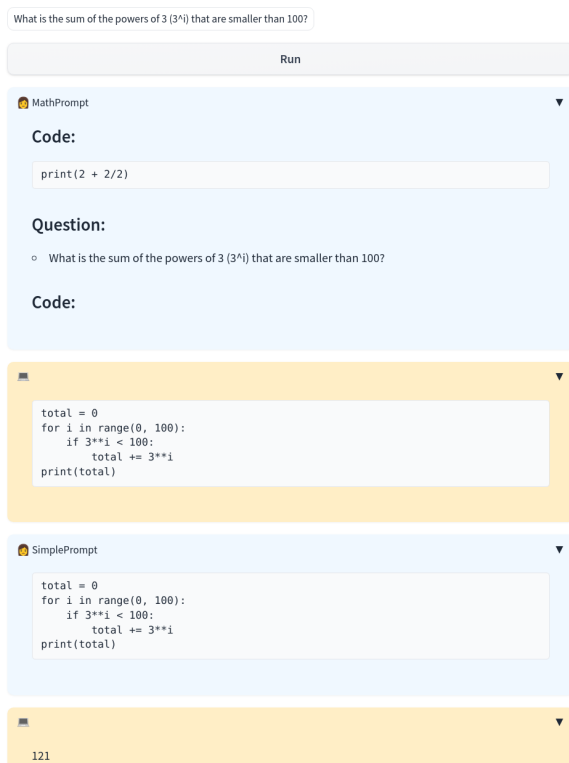 What is the sum of the powers of 3 (3^i) that are smaller than 100?
Run
👩 MathPrompt ▼
Code:
print(2 + 2/2)
Question:
What is the sum of the powers of 3 (3^i) that are smaller than 100?
Code:
💻 ▼
total = 0
for i in range(0, 100):
    if 3**i < 100:
        total += 3**i
print(total)
👩 SimplePrompt ▼
total = 0
for i in range(0, 100):
    if 3**i < 100:
        total += 3**i
print(total)
💻 ▼
121